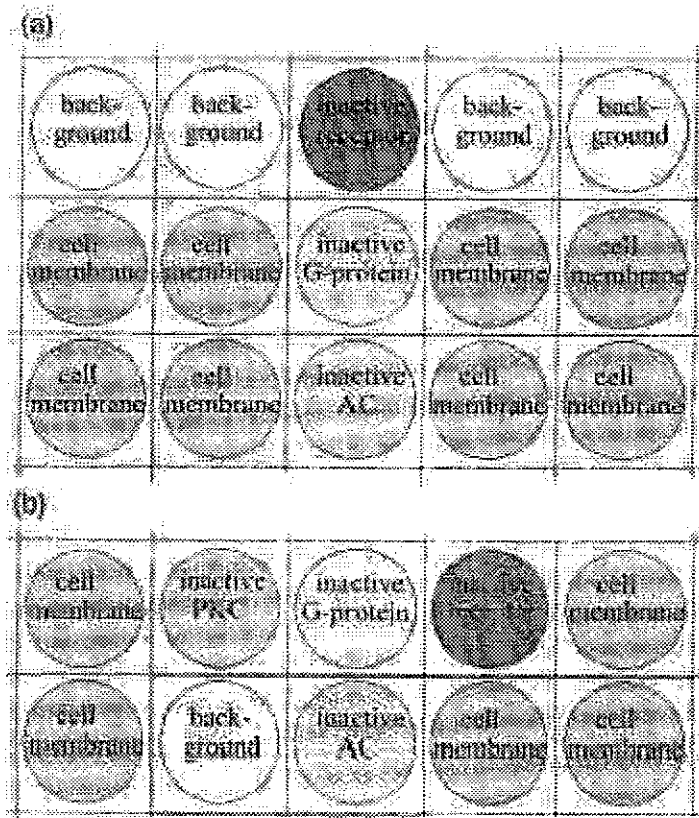 (a)
back-
ground
back-
ground
inactive
receptor
back-
ground
back-
ground
cell
membrane
cell
membrane
inactive
G-protein
cell
membrane
cell
membrane
cell
membrane
cell
membrane
inactive
AC
cell
membrane
cell
membrane
(b)
cell
membrane
inactive
PKC
inactive
G-protein
cell
membrane
cell
membrane
back-
ground
inactive
AC
cell
membrane
cell
membrane